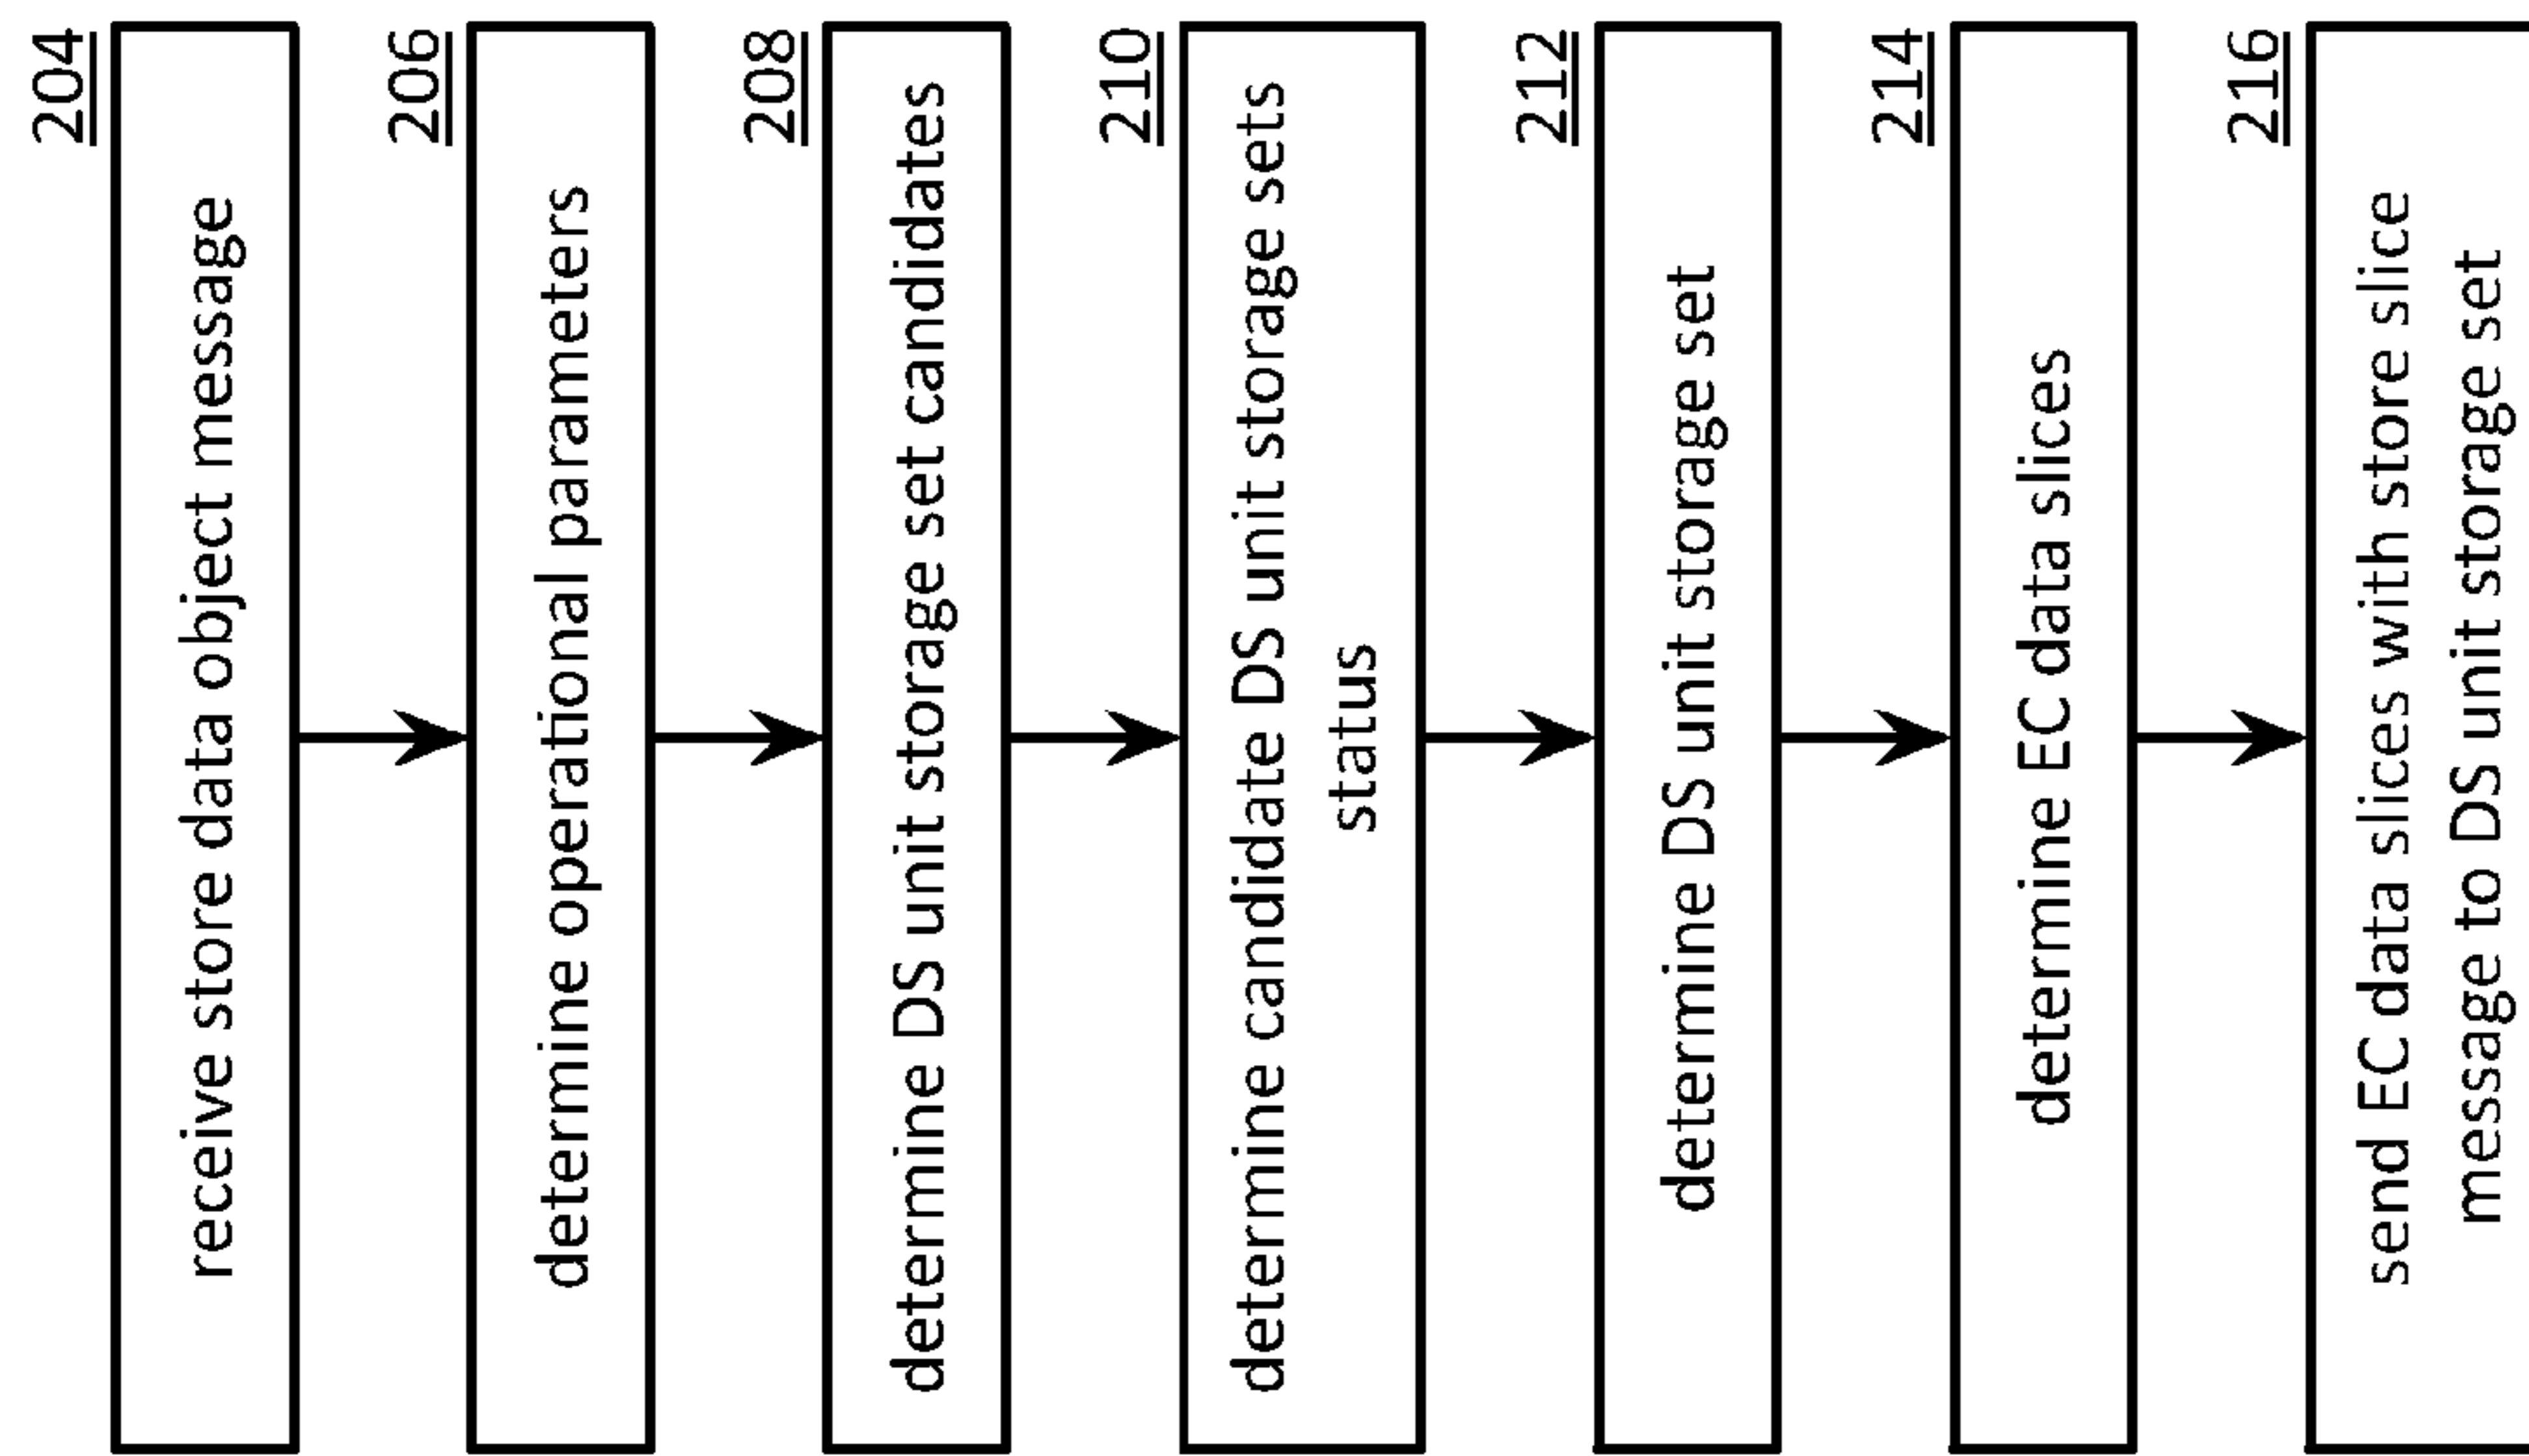 204
receive store data object message
206
determine operational parameters
208
determine DS unit storage set candidates
210
determine candidate DS unit storage sets
status
212
determine DS unit storage set
214
determine EC data slices
216
send EC data slices with store slice
message to DS unit storage set